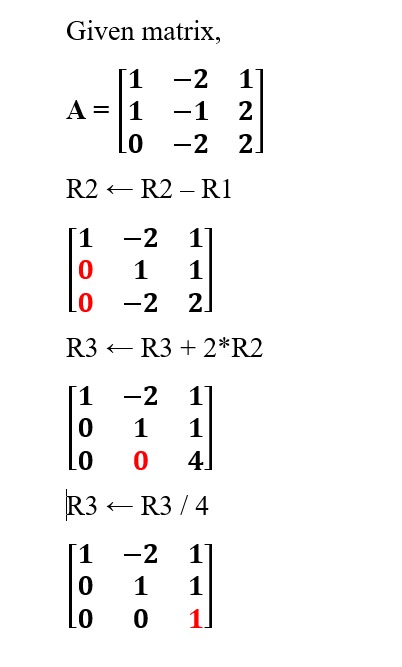 Given matrix,
A = [1 −2 1
1 −1 2
0 −2 2]
R2 ← R2 – R1
[1 −2 1
0 1 1
0 −2 2]
R3 ← R3 + 2*R2
[1 −2 1
0 1 1
0 0 4]
R3 ← R3 / 4
[1 −2 1
0 1 1
0 0 1]